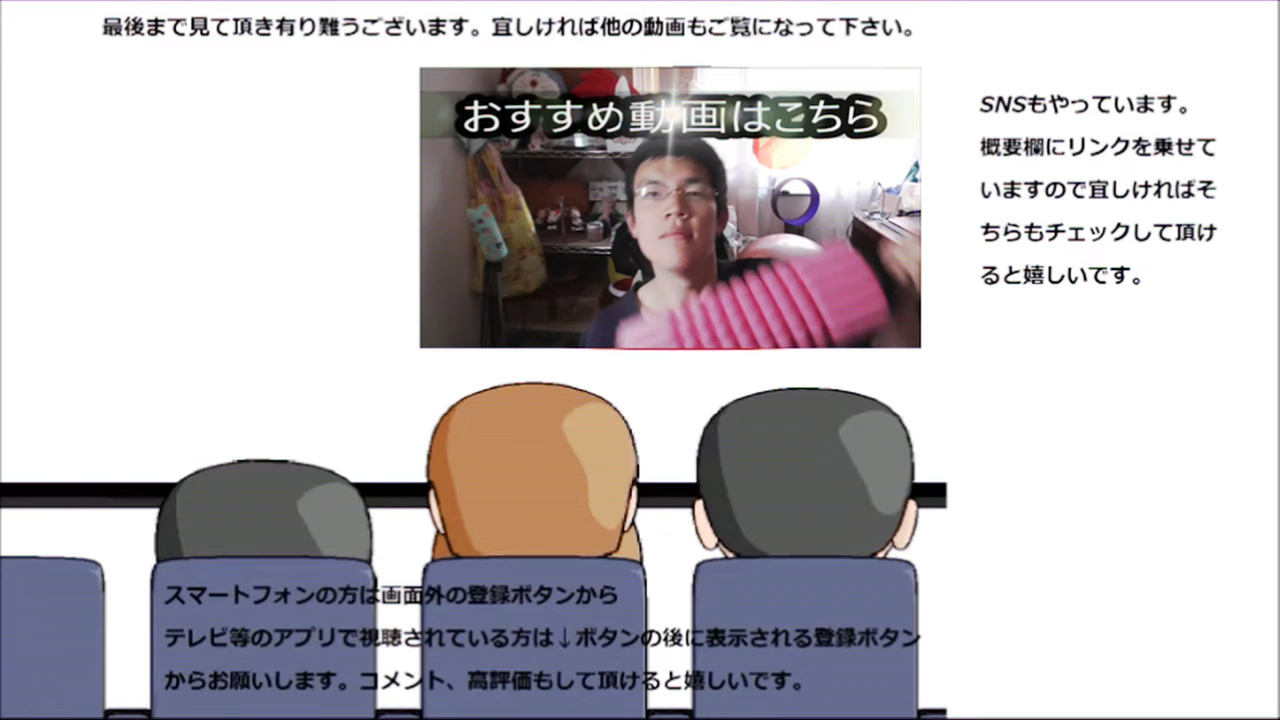 最後まで見て頂き有り難うございます。宜しければ他の動画もご覧になって下さい。
おすすめ動画はこちら
SNSもやっています。
概要欄にリンクを乗せて
いますので宜しければそ
ちらもチェックして頂け
ると嬉しいです。
スマートフォンの方は画面外の登録ボタンから
テレビ等のアプリで視聴されている方は↓ボタンの後に表示される登録ボタン
からお願いします。コメント、高評価もして頂けると嬉しいです。